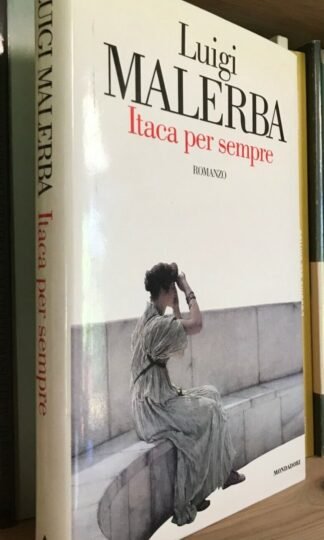 Luigi
MALERBA
Itaca per sempre
ROMANZO
MONDADORI
LUIGI MALERBA Itaca per sempre